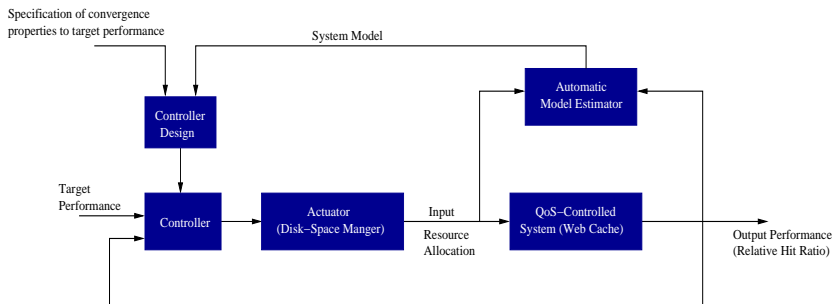 Specification of convergence
properties to target performance
System Model
Automatic
Model Estimator
Controller
Design
Target
Performance
Controller
Actuator
(Disk−Space Manger)
Input
Resource
Allocation
QoS−Controlled
System (Web Cache)
Output Performance
(Relative Hit Ratio)